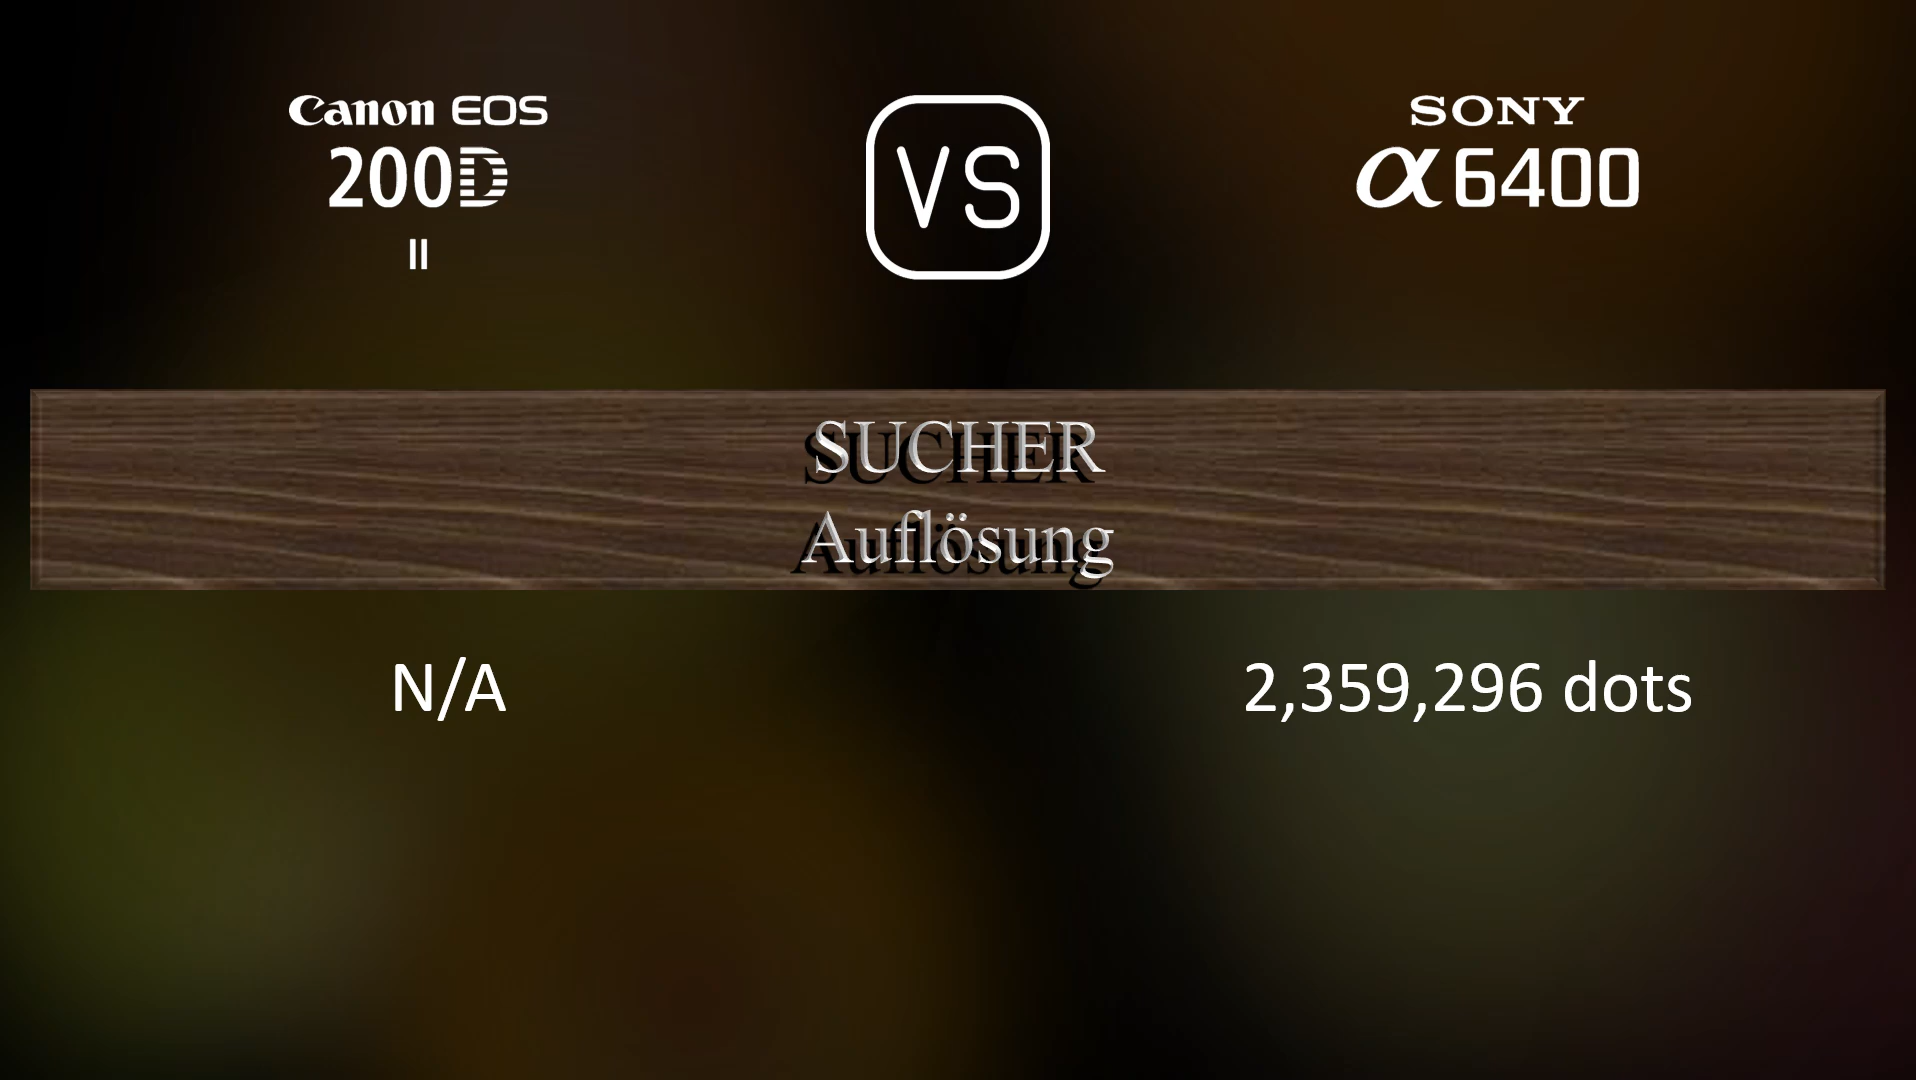 Canon EOS
200D
II
VS
SONY
α6400
SUCHER
Auflösung
N/A
2,359,296 dots